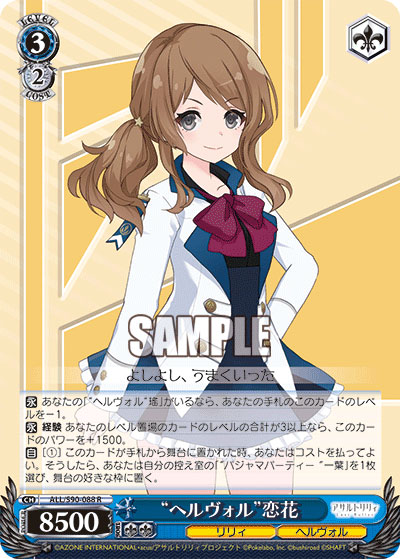 LEVEL
3
2
COST
SAMPLE
よしよし、うまくいった
永 あなたの「“ヘルヴォル”瑤」がいるなら、あなたの手札のこのカードのレベルを－1。
永 経験 あなたのレベル置場のカードのレベルの合計が3以上なら、このカードのパワーを＋1500。
自 [①] このカードが手札から舞台に置かれた時、あなたはコストを払ってよい。そうしたら、あなたは自分の控え室の「“パジャマパーティー”一葉」を1枚選び、舞台の好きな枠に置く。
CH ALL/S90-088 R
8500
“ヘルヴォル”恋花
アサルトリリィ
リリィ
ヘルヴォル
©AZONE INTERNATIONAL・acus/アサルトリリィプロジェクト ©Pokelabo, Inc. ©bushiroad ©SHAFT